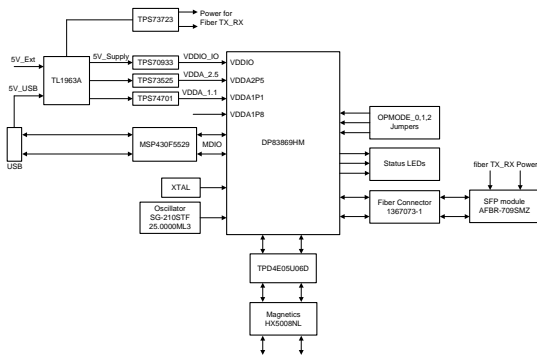 TPS73723
Power for
Fiber TX_RX
5V_Ext
5V_Supply
TPS70933
VDDIO_IO
VDDIO
TL1963A
TPS73525
VDDA_2.5
VDDA2P5
5V_USB
TPS74701
VDDA_1.1
VDDA1P1
VDDA1P8
OPMODE_0,1,2
Jumpers
DP83869HM
MSP430F5529
MDIO
USB
Status LEDs
fiber TX_RX Power
XTAL
Fiber Connector
1367073-1
SFP module
AFBR-709SMZ
Oscillator
SG-210STF
25.0000ML3
TPD4E05U06D
Magnetics
HX5008NL